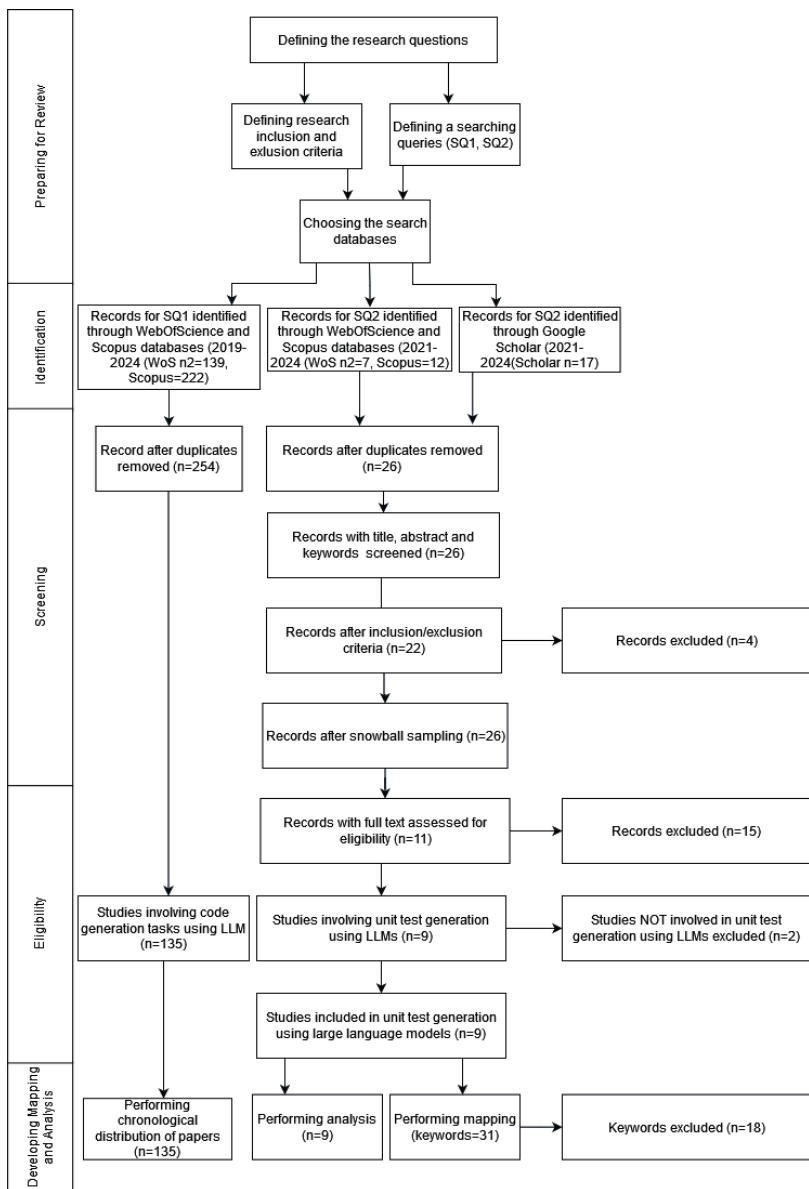 Preparing for Review
Defining the research questions
Defining research
inclusion and
exlusion criteria
Defining a searching
queries (SQ1, SQ2)
Choosing the search
databases
Identification
Records for SQ1 identified
through WebOfScience and
Scopus databases (2019-
2024 (WoS n2=139,
Scopus=222)
Records for SQ2 identified
through WebOfScience and
Scopus databases (2021-
2024 (WoS n2=7, Scopus=12)
Records for SQ2 identified
through Google
Scholar (2021-
2024(Scholar n=17)
Screening
Record after duplicates
removed (n=254)
Records after duplicates removed
(n=26)
Records with title, abstract and
keywords screened (n=26)
Records after inclusion/exclusion
criteria (n=22)
Records excluded (n=4)
Records after snowball sampling (n=26)
Eligibility
Records with full text assessed for
eligibility (n=11)
Records excluded (n=15)
Studies involving code
generation tasks using LLM
(n=135)
Studies involving unit test generation
using LLMs (n=9)
Studies NOT involved in unit test
generation using LLMs excluded (n=2)
Studies included in unit test generation
using large language models (n=9)
Developing Mapping
and Analysis
Performing
chronological
distribution of papers
(n=135)
Performing analysis
(n=9)
Performing mapping
(keywords=31)
Keywords excluded (n=18)